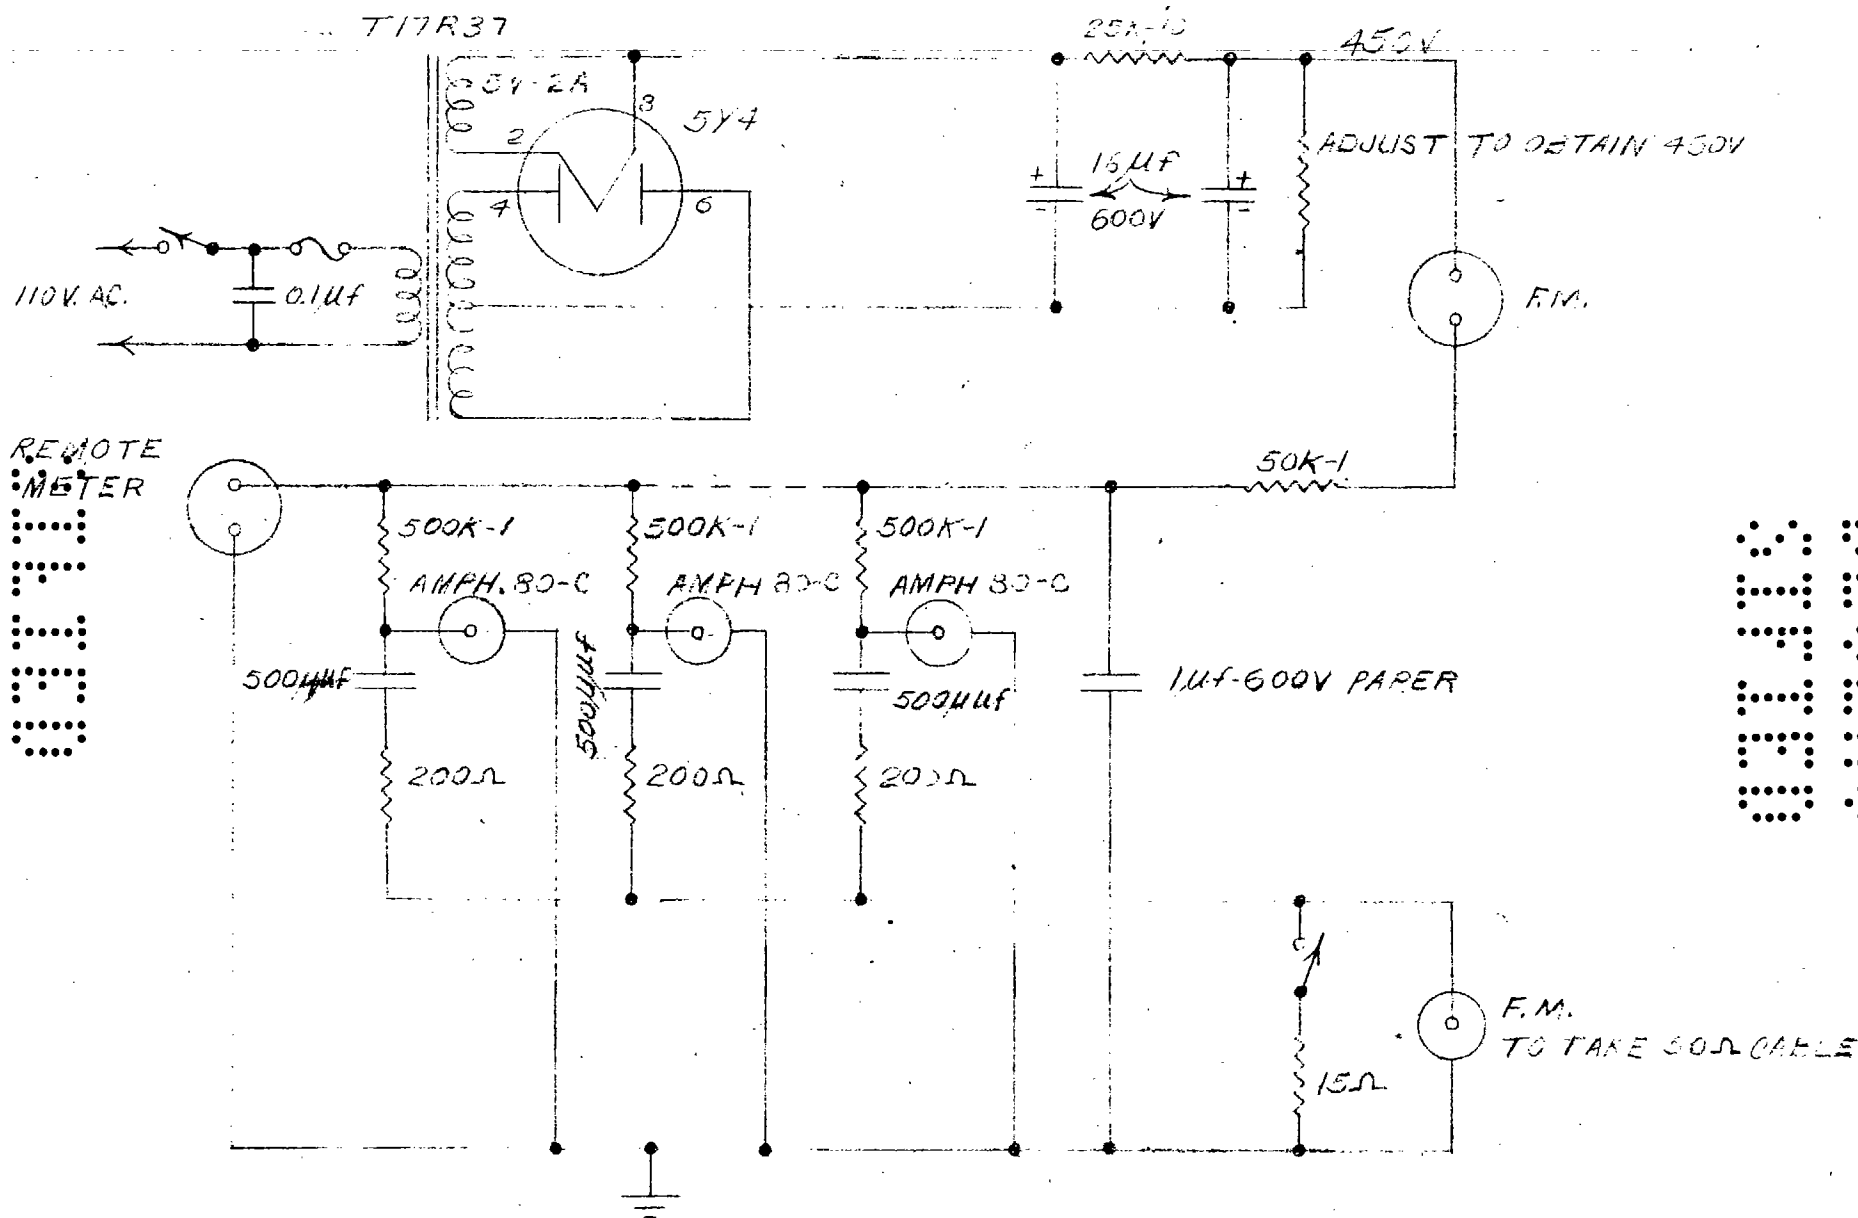 T17R37
25K-10
450V
5V-2A
3
5Y4
2
4
6
ADJUST TO OBTAIN 450V
16μf
600V
+
-
+
-
110V. AC.
0.1μf
F.M.
REMOTE
METER
50K-1
500K-1
500K-1
500K-1
AMPH. 80-C
AMPH 80-C
AMPH 80-C
500μμf
500μμf
500μμf
1μf-600V PAPER
200Ω
200Ω
200Ω
15Ω
F.M.
TO TAKE 50Ω CABLE